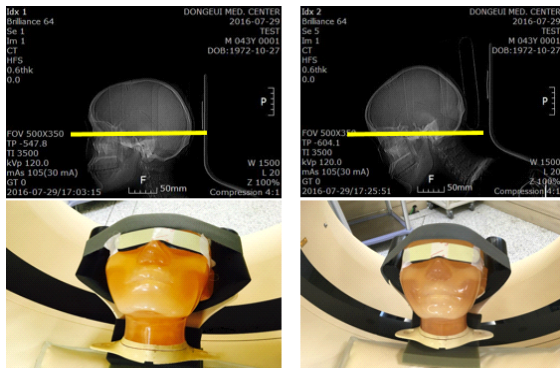 Idx 1
Brilliance 64
Se 1
Im 1
CT
HFS
0.6thk
0.0
DONGEUI MED. CENTER
2016-07-29
TEST
M 043Y 0001
DOB:1972-10-27
P
FOV 500X350
TP -547.8
TI 3500
kVp 120.0
mAs 105(30 mA)
GT 0
2016-07-29/17:03:15
F
50mm
W 1500
L 20
Z 100%
Compression 4:1
Idx 2
Brilliance 64
Se 5
Im 1
CT
HFS
0.6thk
0.0
DONGEUI MED. CENTER
2016-07-29
TEST
M 043Y 0001
DOB:1972-10-27
P
FOV 500X350
TP -604.1
TI 3500
kVp 120.0
mAs 105(30 mA)
GT 0
2016-07-29/17:25:51
F
50mm
W 1500
L 20
Z 100%
Compression 4:1